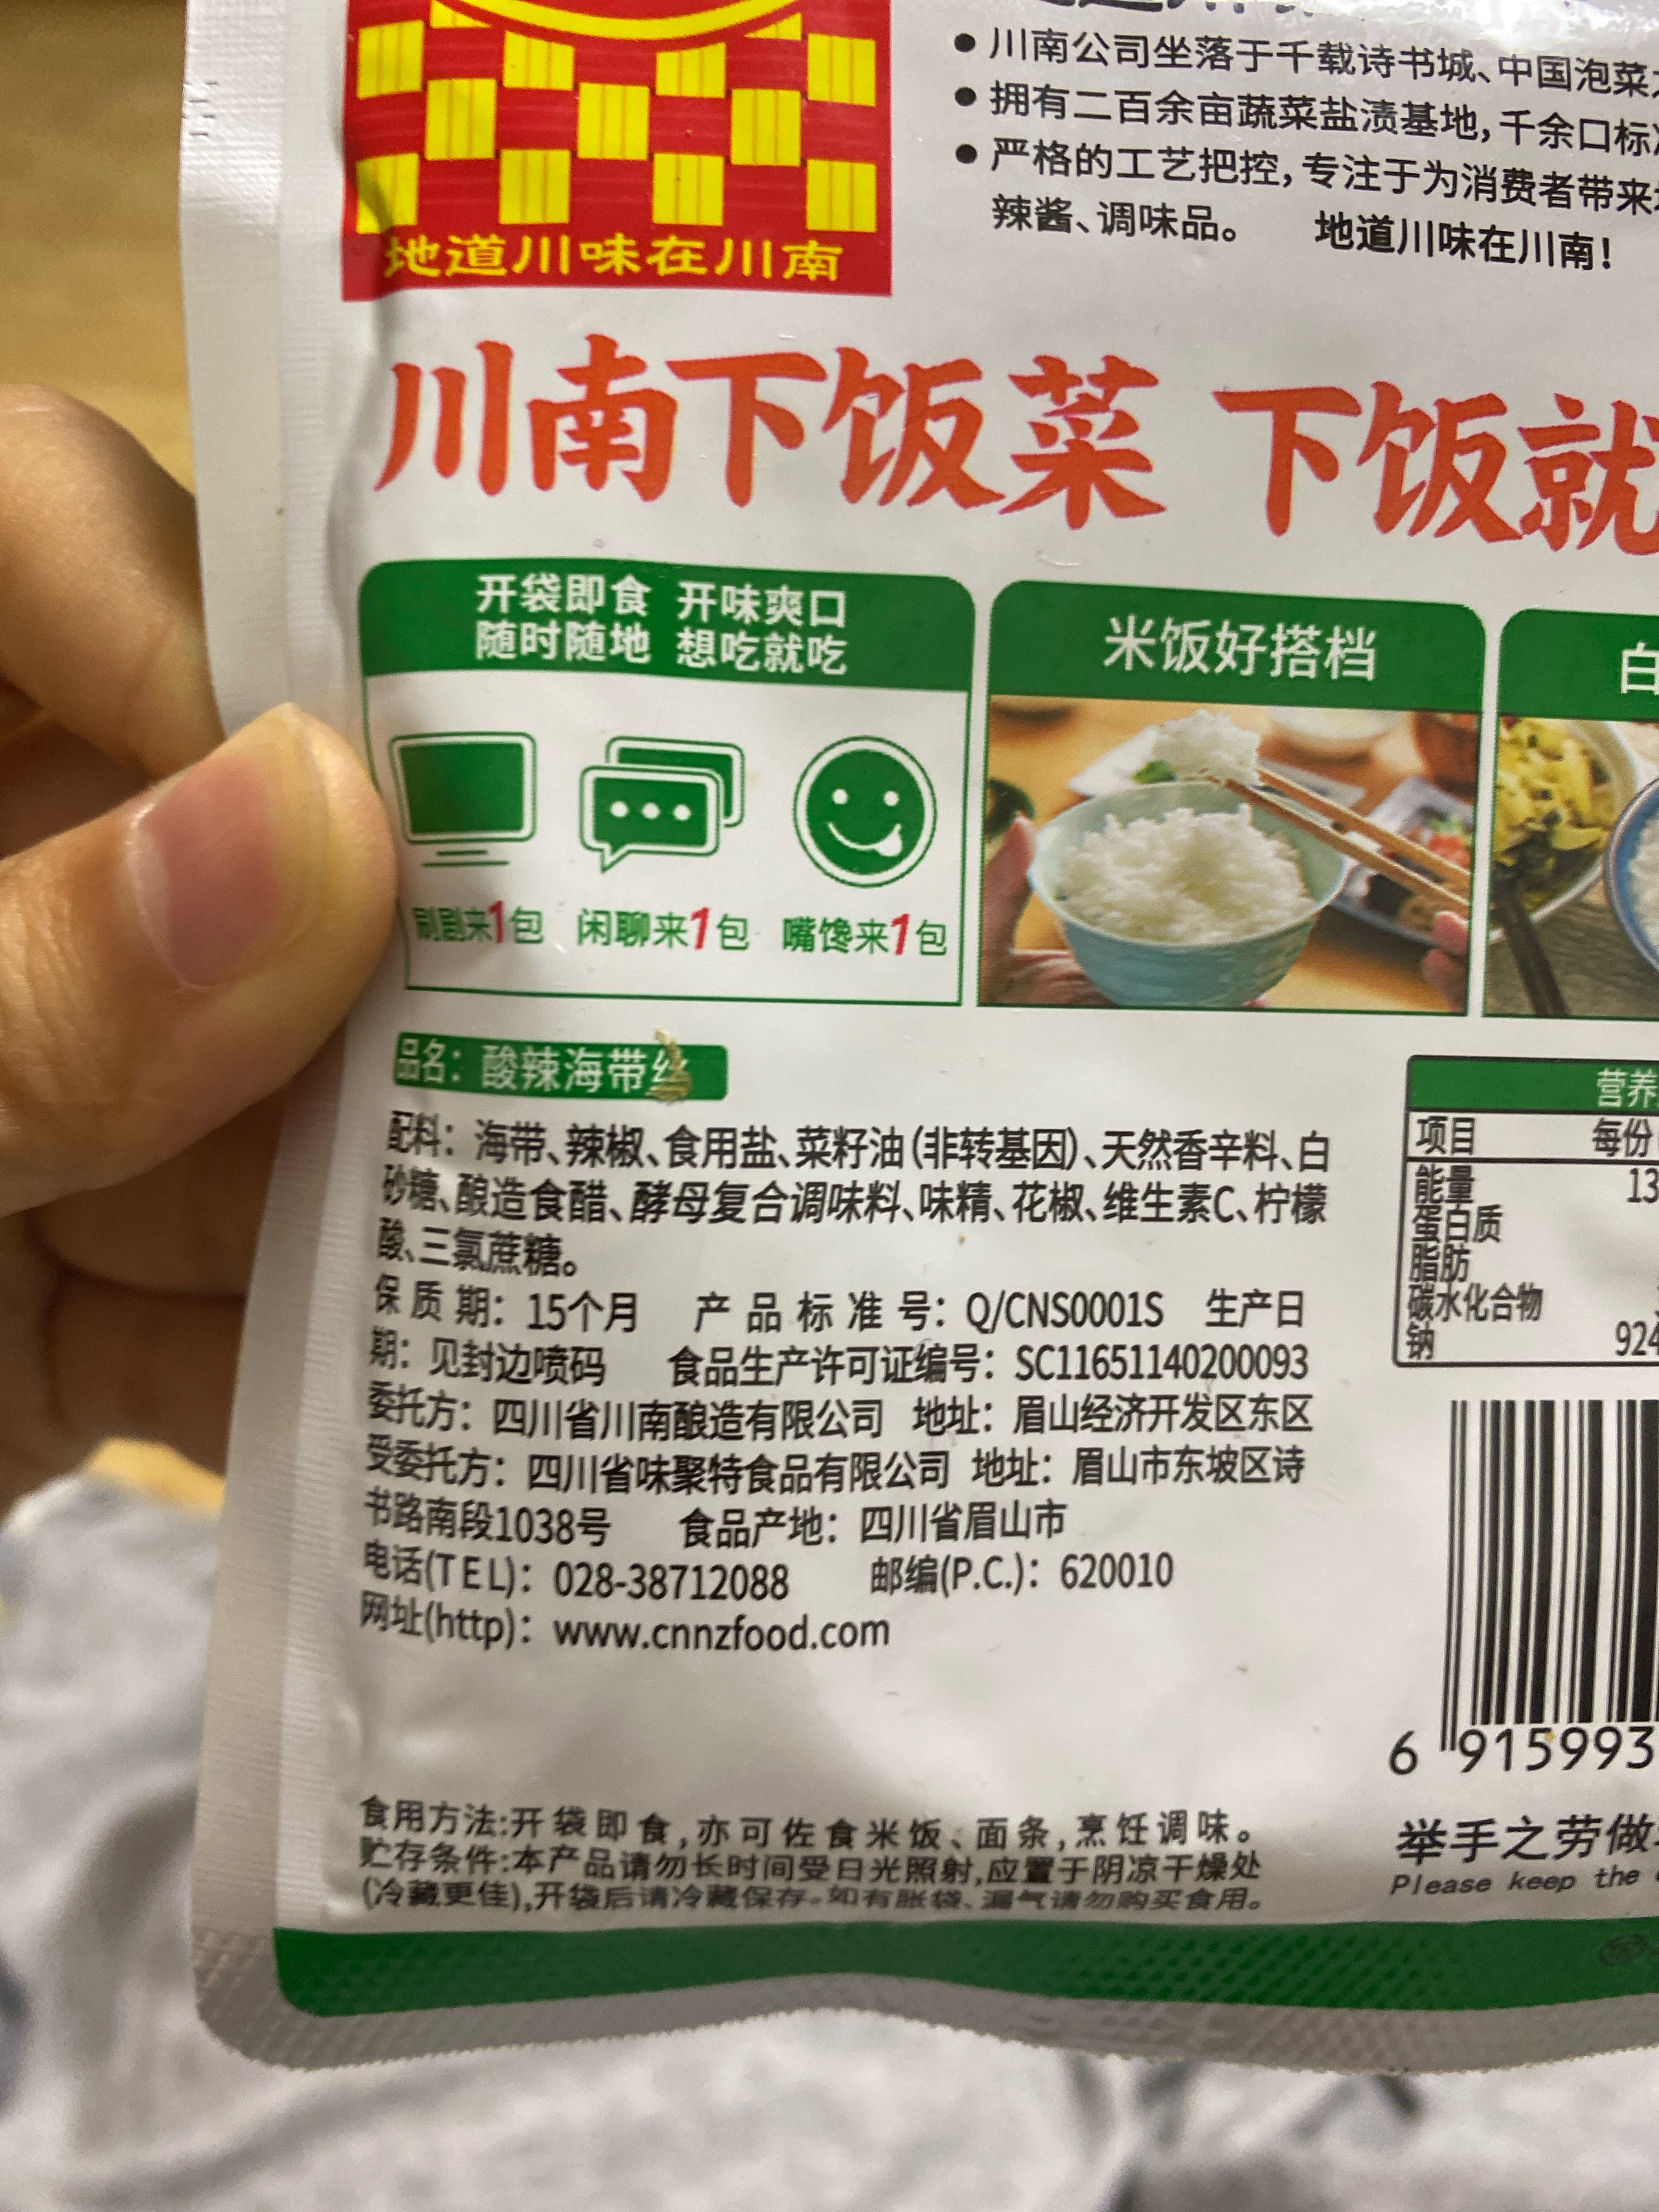 川南公司坐落于千载诗书城、中国泡菜
拥有二百余亩蔬菜盐渍基地,千余口标
严格的工艺把控,专注于为消费者带来
辣酱、调味品。 地道川味在川南!
地道川味在川南
川南下饭菜 下饭就
开袋即食 开味爽口
随时随地 想吃就吃
刷剧来1包 闲聊来1包 嘴馋来1包
米饭好搭档
白
品名:酸辣海带丝
配料:海带、辣椒、食用盐、菜籽油(非转基因)、天然香辛料、白
砂糖、酿造食醋、酵母复合调味料、味精、花椒、维生素C、柠檬
酸、三氯蔗糖。
保质期:15个月 产品标准号:Q/CNS0001S 生产日
期:见封边喷码 食品生产许可证编号:SC11651140200093
委托方:四川省川南酿造有限公司 地址:眉山经济开发区东区
受委托方:四川省味聚特食品有限公司 地址:眉山市东坡区诗
书路南段1038号 食品产地:四川省眉山市
电话(TEL):028-38712088 邮编(P.C.):620010
网址(http):www.cnnzfood.com
营养
项目 每份
能量 13
蛋白质
脂肪
碳水化合物
钠 924
6 915993
食用方法:开袋即食,亦可佐食米饭、面条,烹饪调味。
贮存条件:本产品请勿长时间受日光照射,应置于阴凉干燥处
(冷藏更佳),开袋后请冷藏保存。如有胀袋、漏气请勿购买食用。
举手之劳做
Please keep the